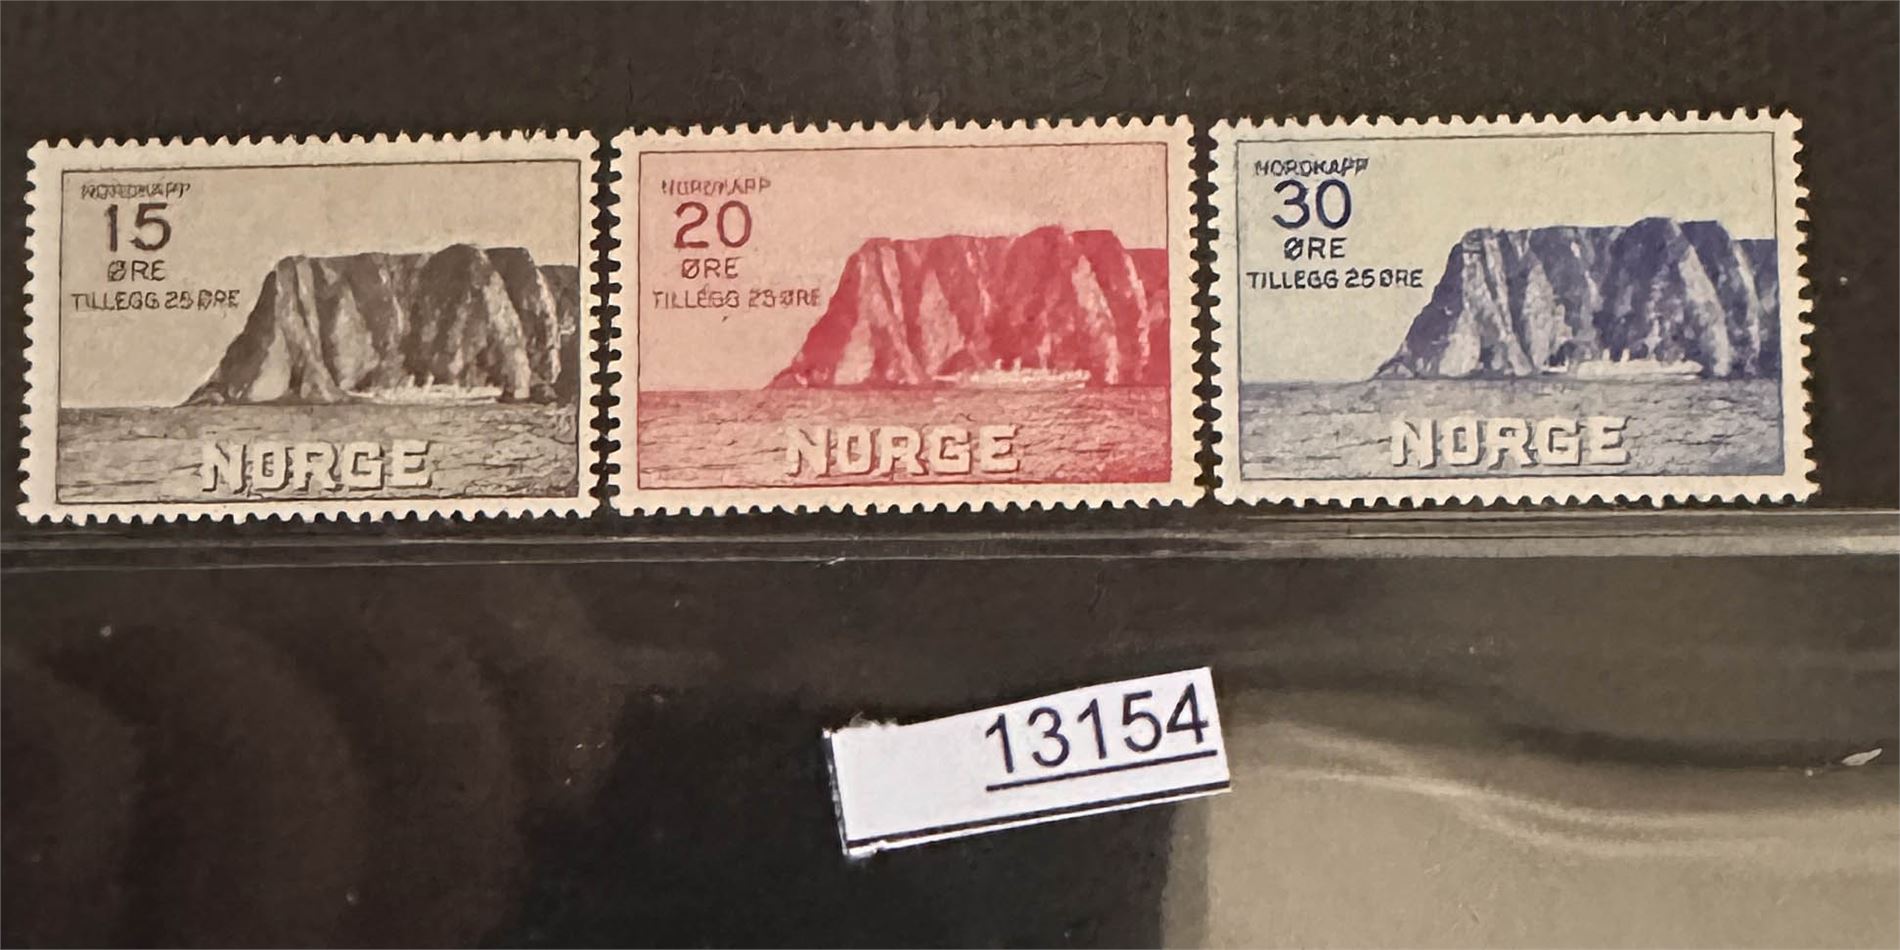 NORDKAPP
15
ØRE
TILLEGG 25 ØRE
NORGE
NORDKAPP
20
ØRE
TILLEGG 25 ØRE
NORGE
NORDKAPP
30
ØRE
TILLEGG 25 ØRE
NORGE
13154